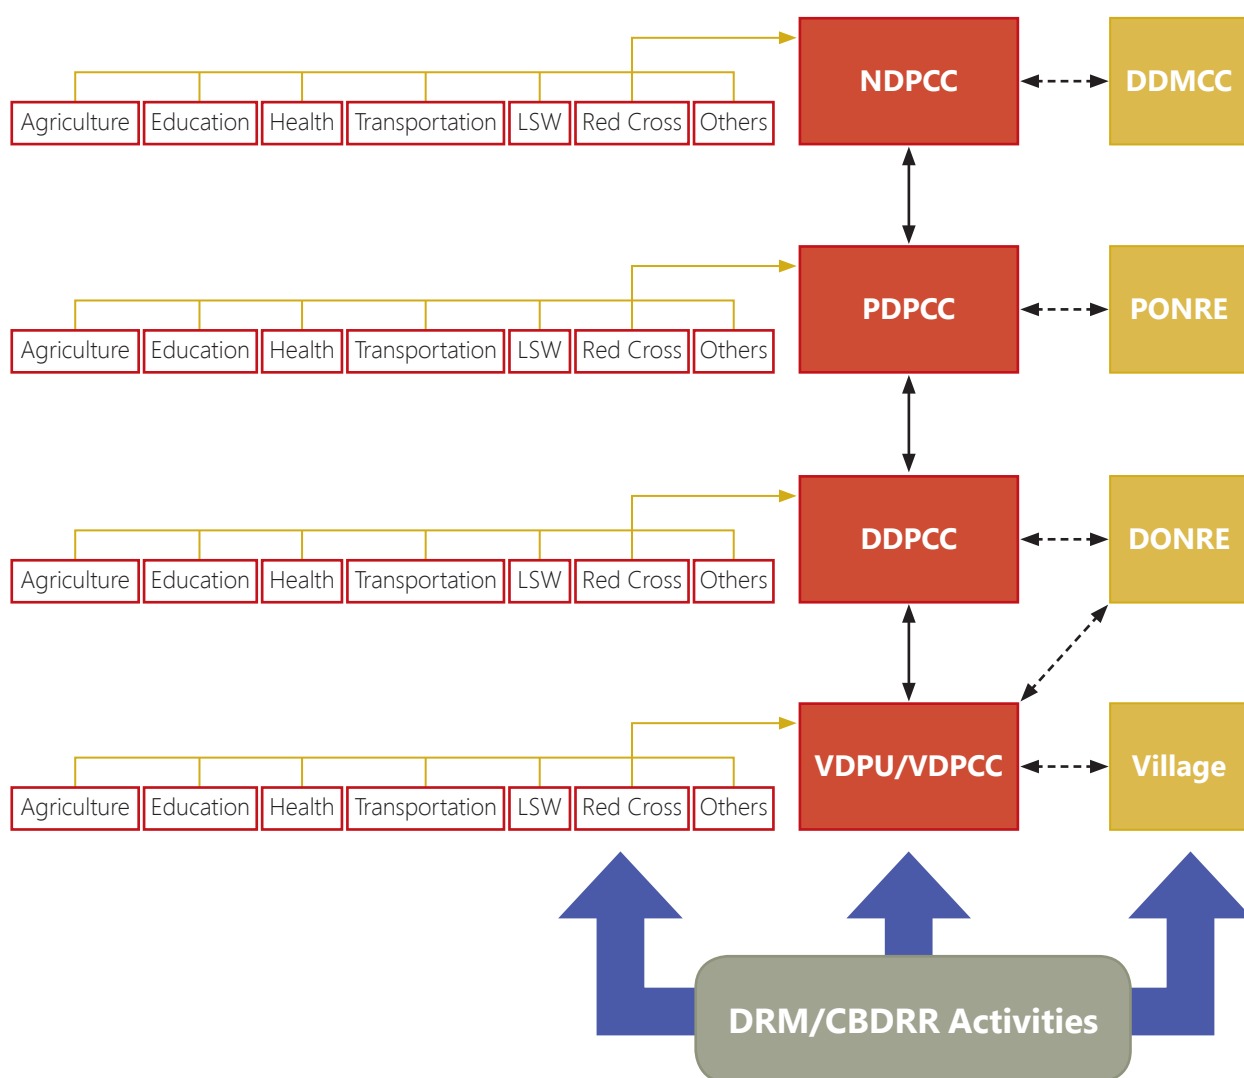 NDPCC
DDMCC
Agriculture
Education
Health
Transportation
LSW
Red Cross
Others
PDPCC
PONRE
Agriculture
Education
Health
Transportation
LSW
Red Cross
Others
DDPCC
DONRE
Agriculture
Education
Health
Transportation
LSW
Red Cross
Others
VDPU/VDPCC
Village
Agriculture
Education
Health
Transportation
LSW
Red Cross
Others
DRM/CBDRR Activities